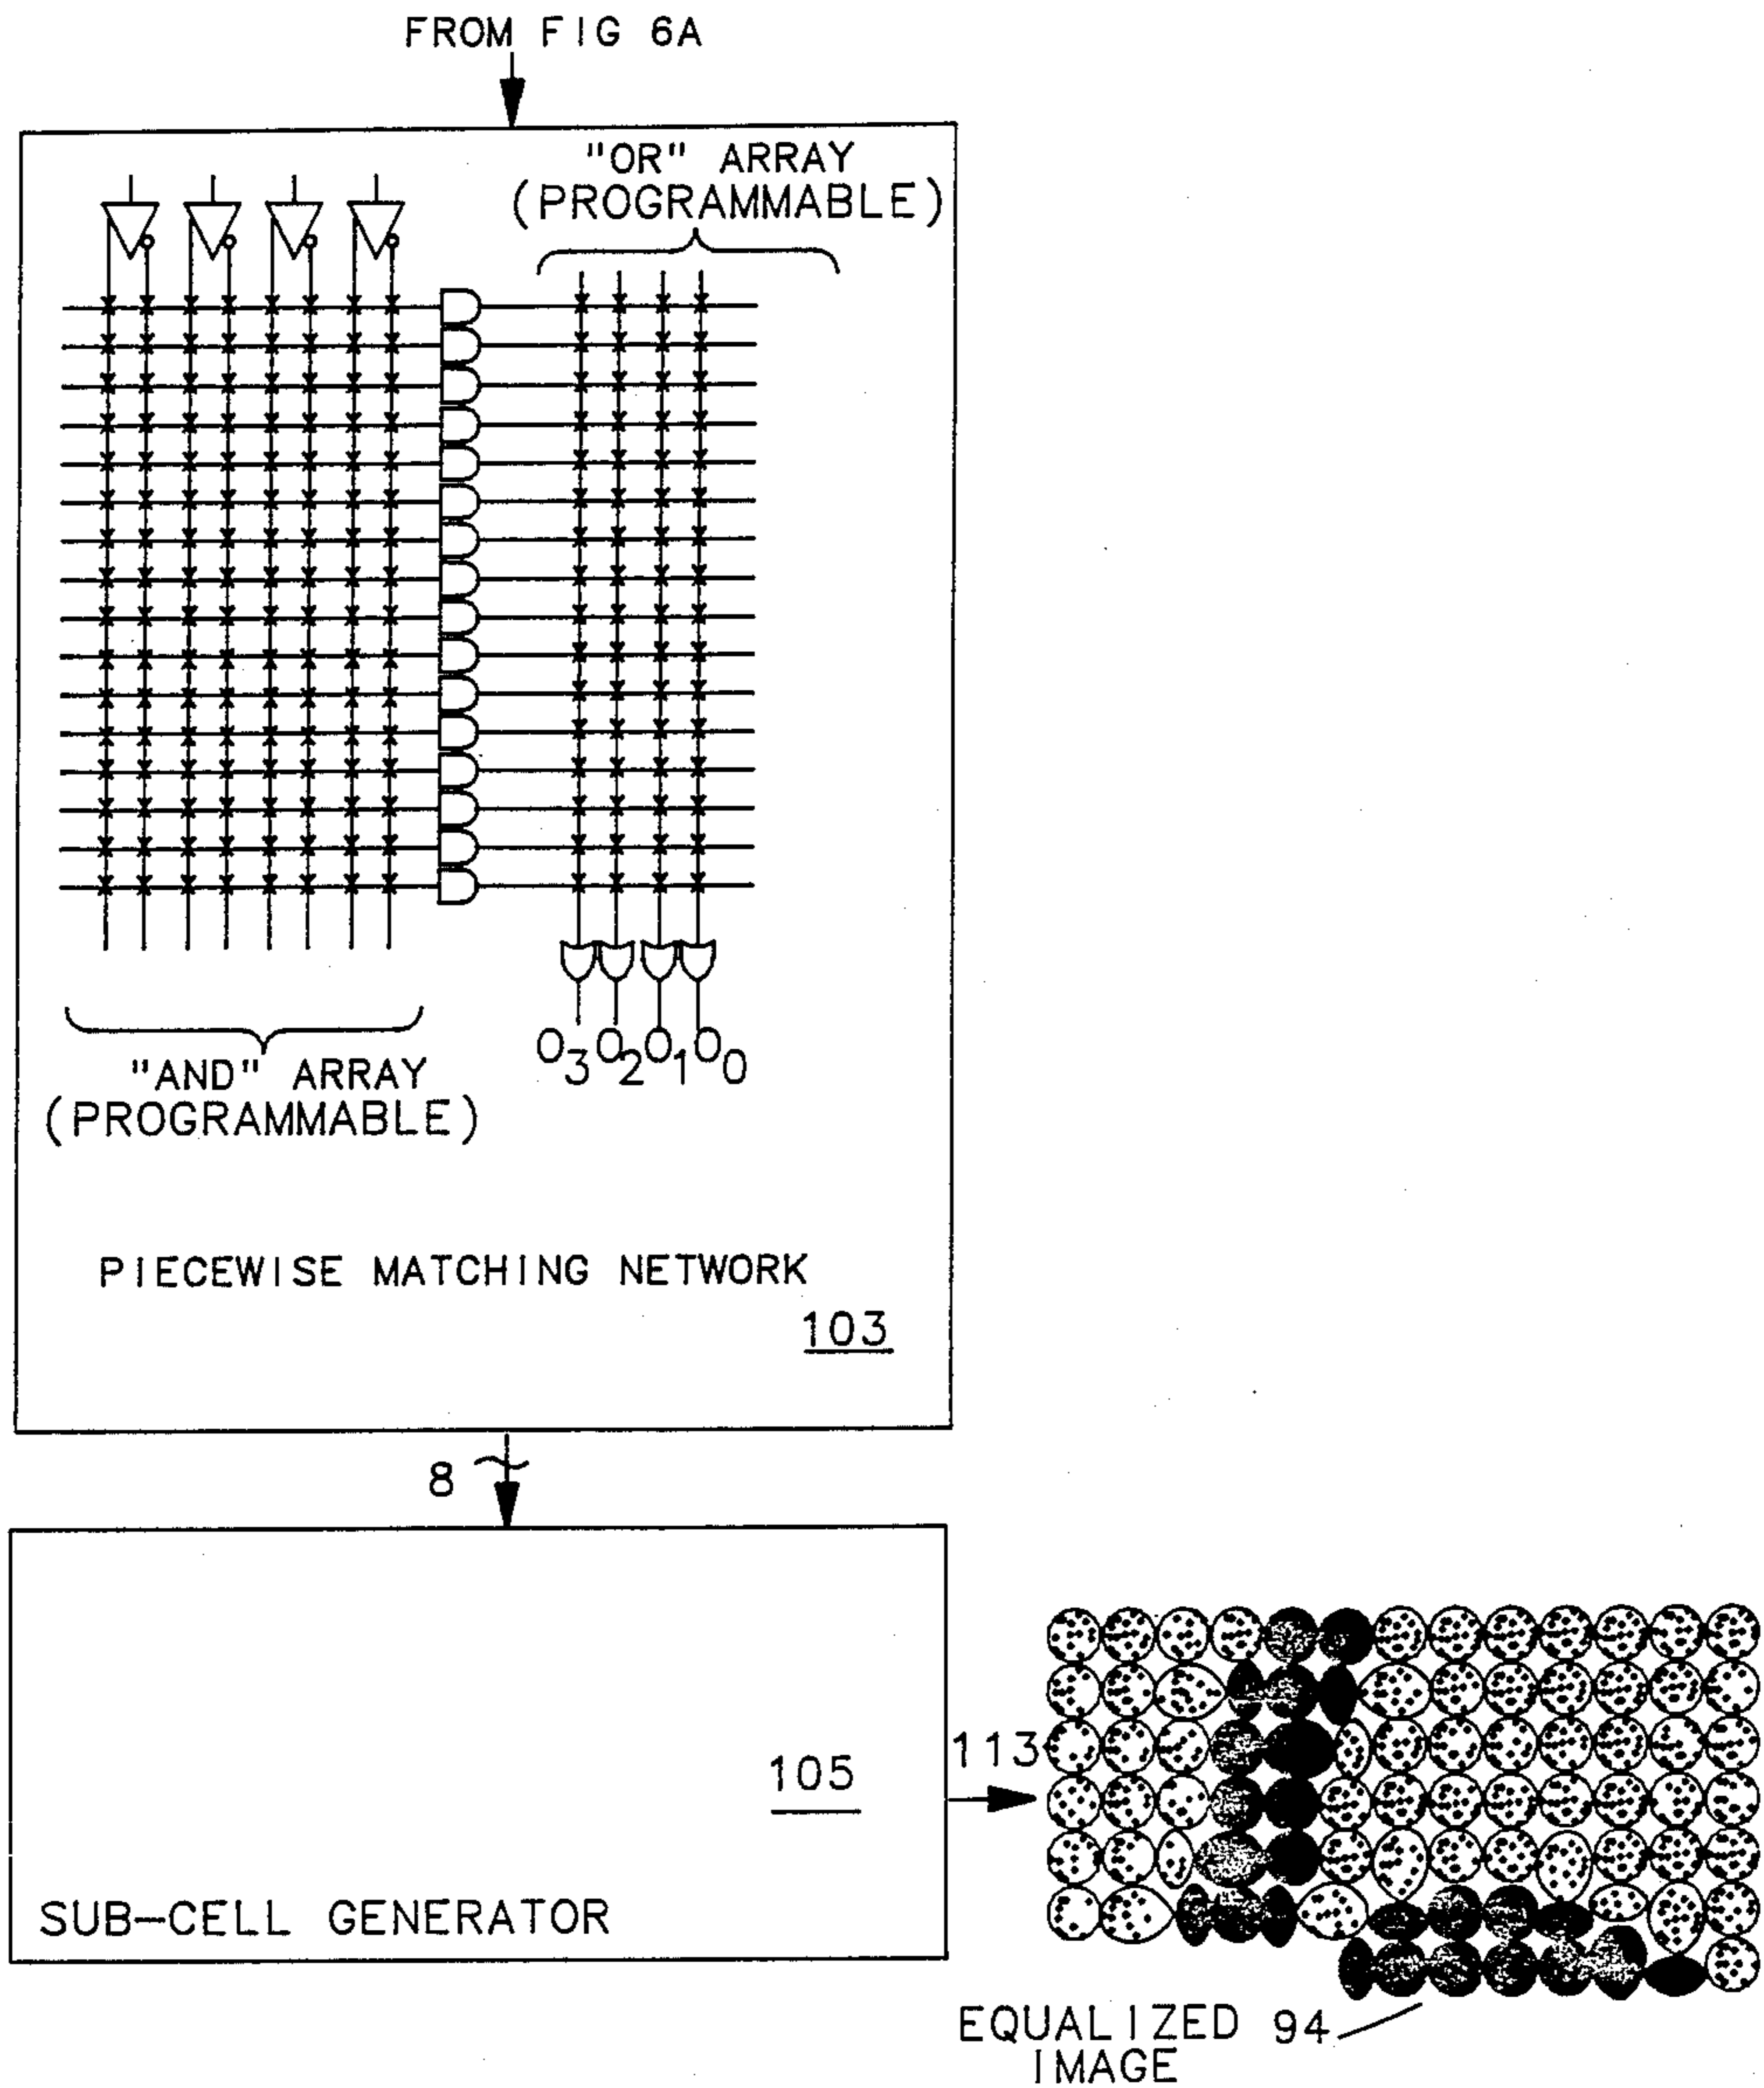 FROM FIG 6A
"OR" ARRAY
(PROGRAMMABLE)
O3 O2 O1 O0
"AND" ARRAY
(PROGRAMMABLE)
PIECEWISE MATCHING NETWORK
103
8
113
105
SUB-CELL GENERATOR
EQUALIZED 94
IMAGE